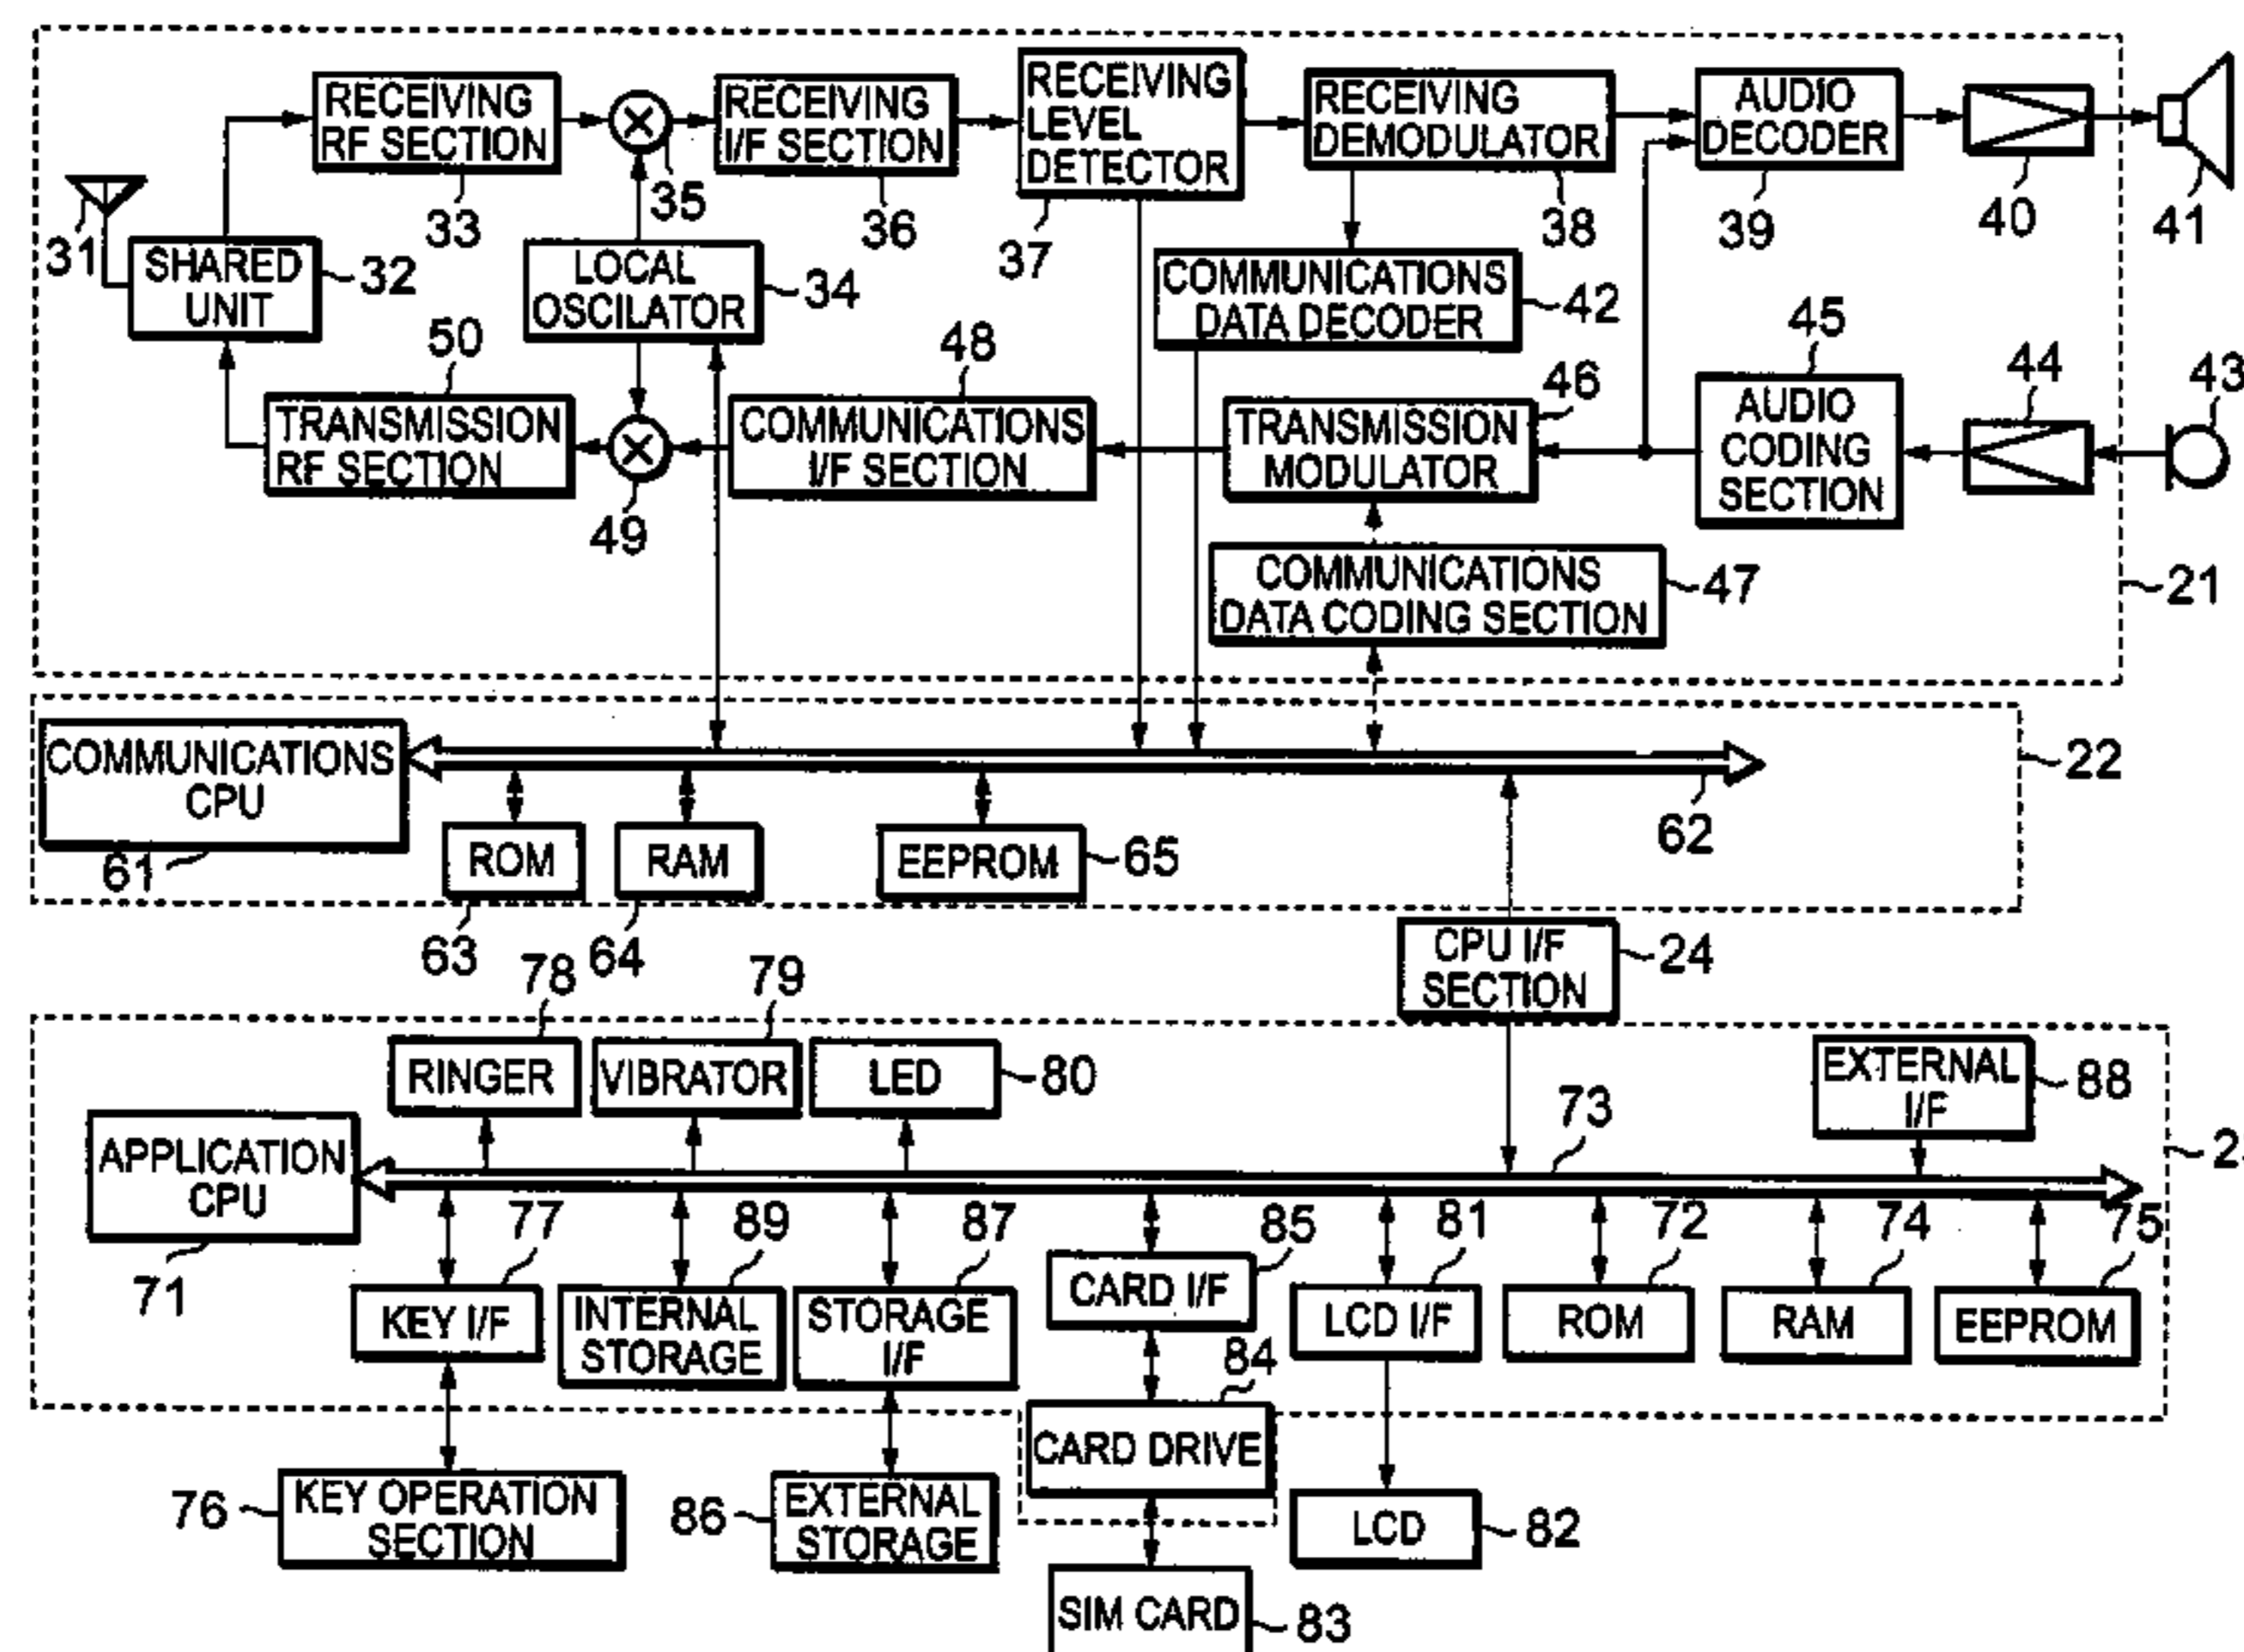 RECEIVING
RF SECTION
33
35
RECEIVING
I/F SECTION
36
RECEIVING
LEVEL
DETECTOR
37
RECEIVING
DEMODULATOR
38
AUDIO
DECODER
39
40
41
31
SHARED
UNIT
32
LOCAL
OSCILATOR
34
COMMUNICATIONS
DATA DECODER
42
50
TRANSMISSION
RF SECTION
49
48
COMMUNICATIONS
I/F SECTION
46
TRANSMISSION
MODULATOR
45
AUDIO
CODING
SECTION
44
43
COMMUNICATIONS
DATA CODING SECTION
47
21
COMMUNICATIONS
CPU
61
62
22
ROM
63
RAM
64
EEPROM
65
CPU I/F
SECTION
24
78
RINGER
79
VIBRATOR
LED
80
73
EXTERNAL
I/F
88
APPLICATION
CPU
71
77
KEY I/F
89
INTERNAL
STORAGE
87
STORAGE
I/F
85
CARD I/F
81
LCD I/F
72
ROM
74
RAM
75
EEPROM
84
CARD DRIVE
76
KEY OPERATION
SECTION
86
EXTERNAL
STORAGE
LCD
82
SIM CARD
83